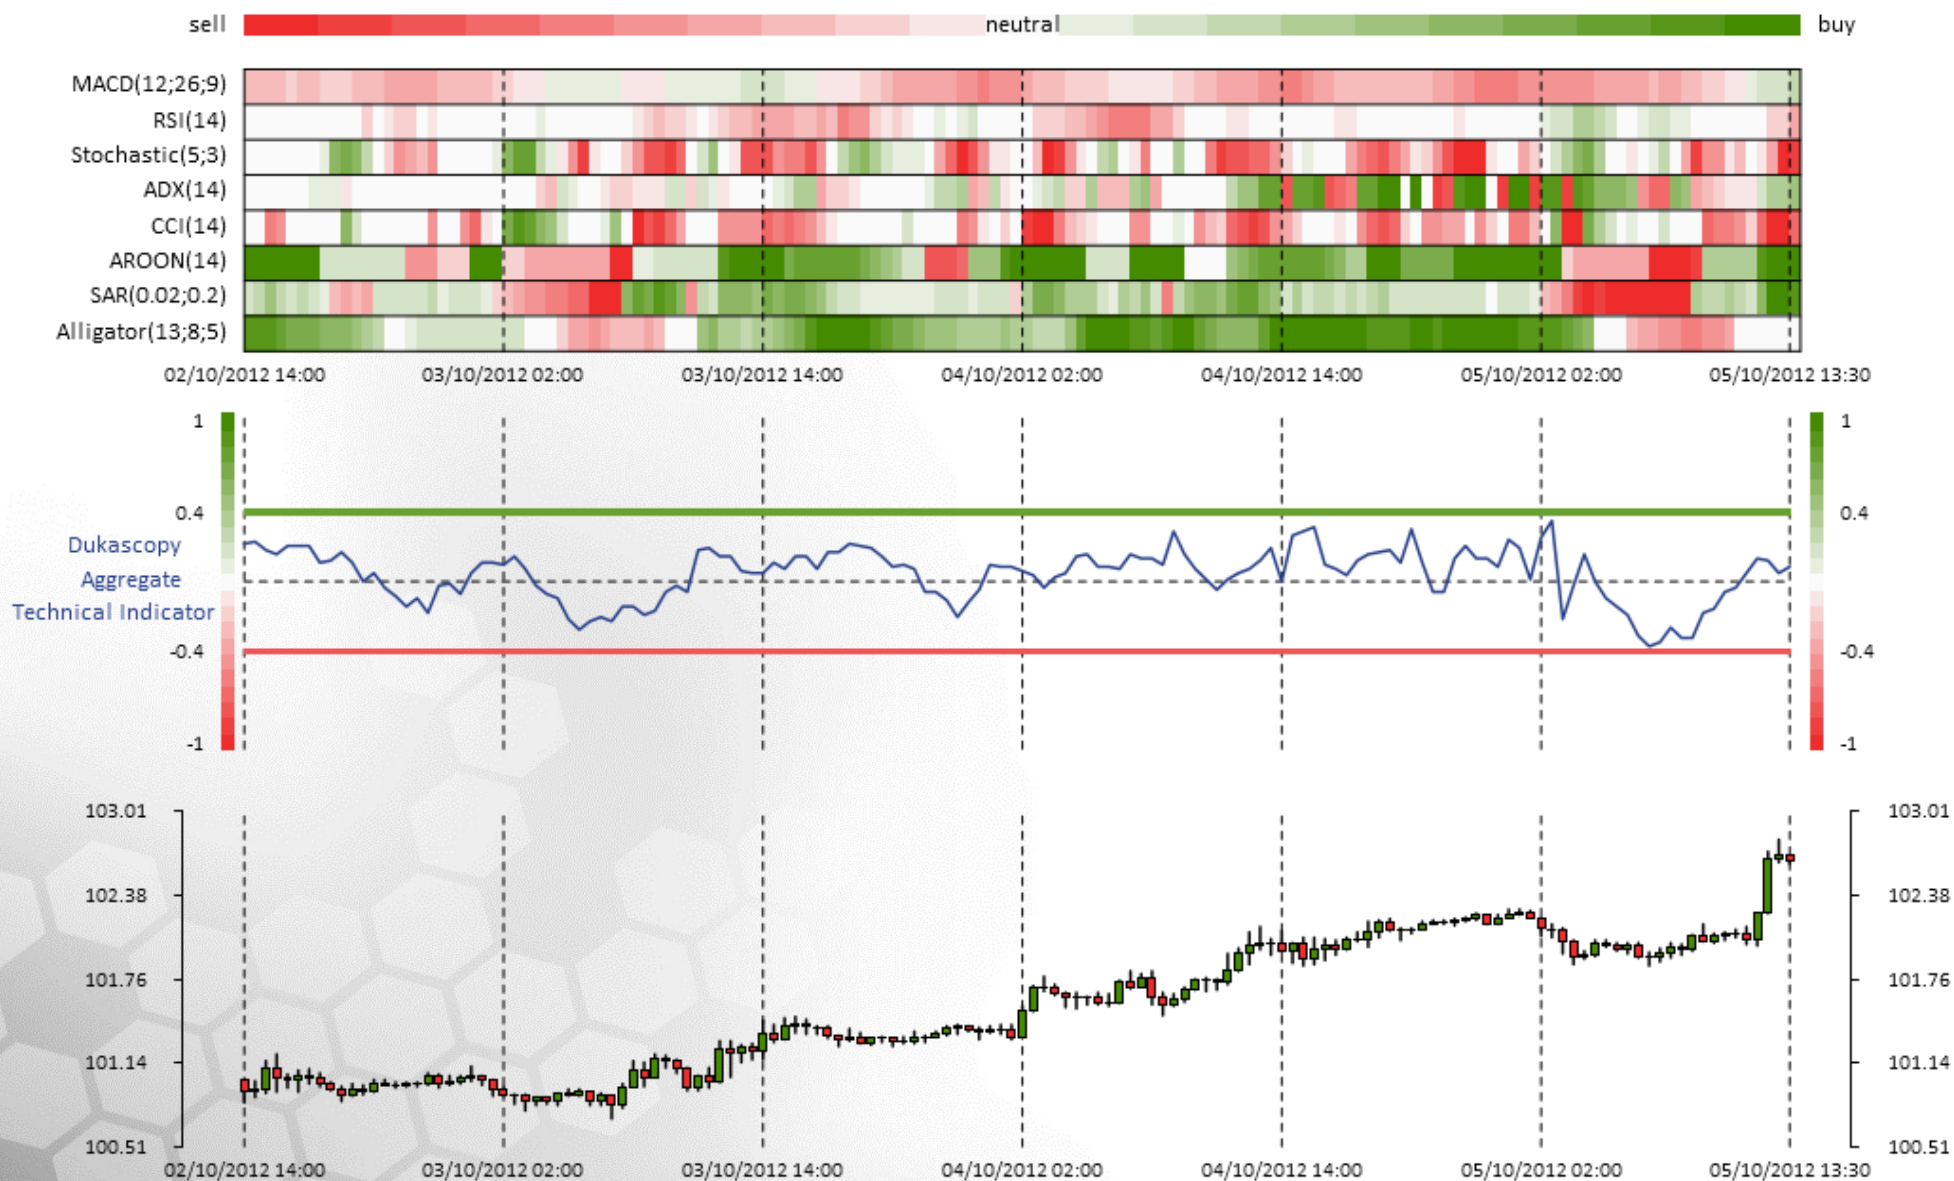 sell neutral buy
MACD(12;26;9)
RSI(14)
Stochastic(5;3)
ADX(14)
CCI(14)
AROON(14)
SAR(0.02;0.2)
Alligator(13;8;5)
02/10/2012 14:00 03/10/2012 02:00 03/10/2012 14:00 04/10/2012 02:00 04/10/2012 14:00 05/10/2012 02:00 05/10/2012 13:30
1 1
0.4 0.4
Dukascopy
Aggregate
Technical Indicator
-0.4 -0.4
-1 -1
103.01 103.01
102.38 102.38
101.76 101.76
101.14 101.14
100.51 100.51
02/10/2012 14:00 03/10/2012 02:00 03/10/2012 14:00 04/10/2012 02:00 04/10/2012 14:00 05/10/2012 02:00 05/10/2012 13:30